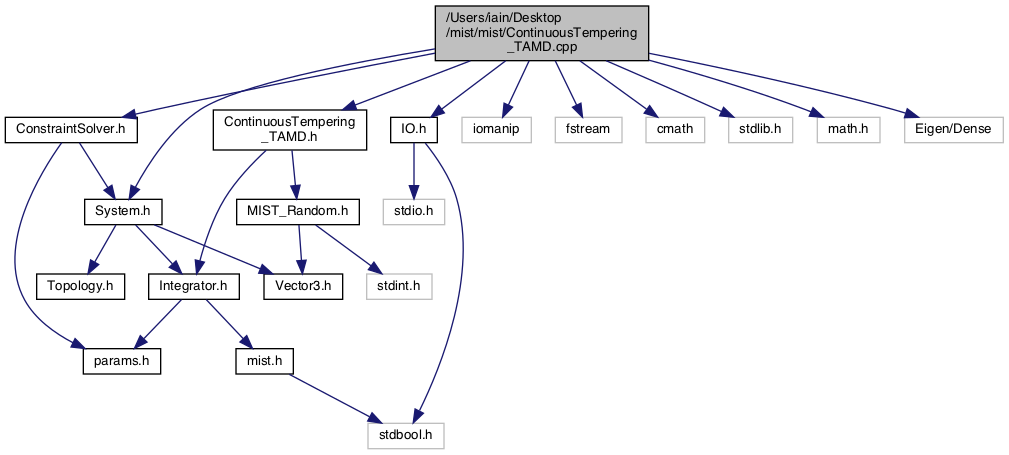 /Users/iain/Desktop
/mist/mist/ContinuousTempering
_TAMD.cpp
ConstraintSolver.h
ContinuousTempering
_TAMD.h
IO.h
iomanip
fstream
cmath
stdlib.h
math.h
Eigen/Dense
System.h
MIST_Random.h
stdio.h
Topology.h
Integrator.h
Vector3.h
stdint.h
params.h
mist.h
stdbool.h